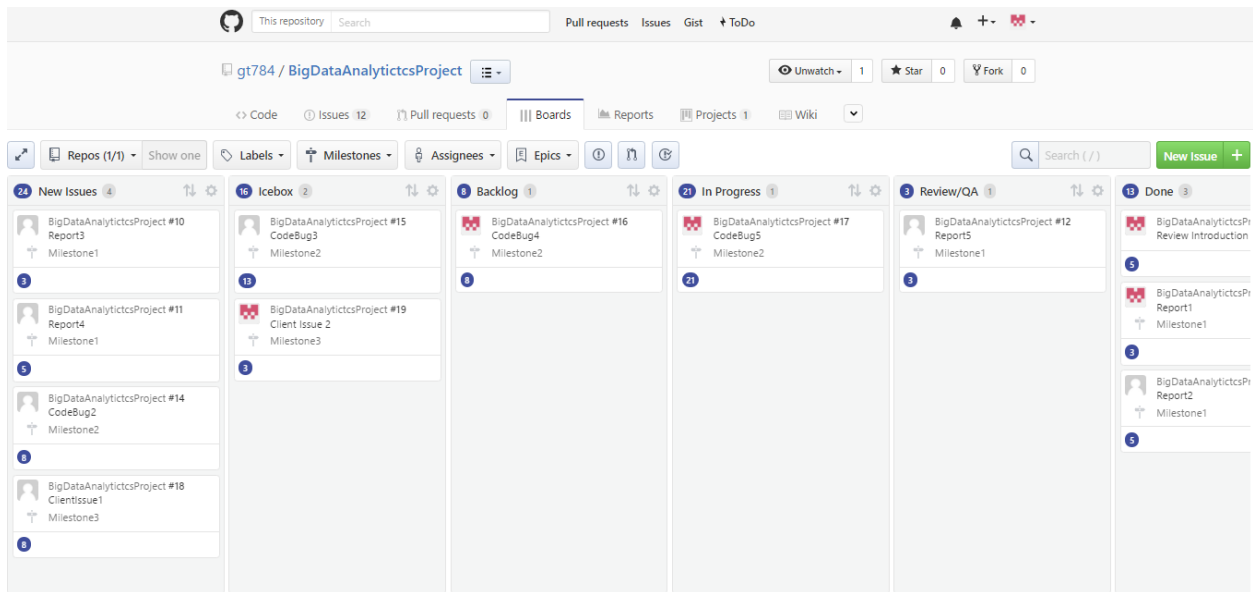 This repository Search Pull requests Issues Gist ToDo
gt784 / BigDataAnalytictcsProject Unwatch 1 Star 0 Fork 0
Code Issues 12 Pull requests 0 Boards Reports Projects 1 Wiki
Repos (1/1) Show one Labels Milestones Assignees Epics Search ( / ) New Issue +
24 New Issues 4
BigDataAnalytictcsProject #10
Report3
Milestone1
3
BigDataAnalytictcsProject #11
Report4
Milestone1
5
BigDataAnalytictcsProject #14
CodeBug2
Milestone2
8
BigDataAnalytictcsProject #18
ClientIssue1
Milestone3
8
16 Icebox 2
BigDataAnalytictcsProject #15
CodeBug3
Milestone2
13
BigDataAnalytictcsProject #19
Client Issue 2
Milestone3
3
8 Backlog 1
BigDataAnalytictcsProject #16
CodeBug4
Milestone2
8
21 In Progress 1
BigDataAnalytictcsProject #17
CodeBug5
Milestone2
21
3 Review/QA 1
BigDataAnalytictcsProject #12
Report5
Milestone1
3
13 Done 3
BigDataAnalytictcsPr
Review Introduction
5
BigDataAnalytictcsPr
Report1
Milestone1
3
BigDataAnalytictcsPr
Report2
Milestone1
5